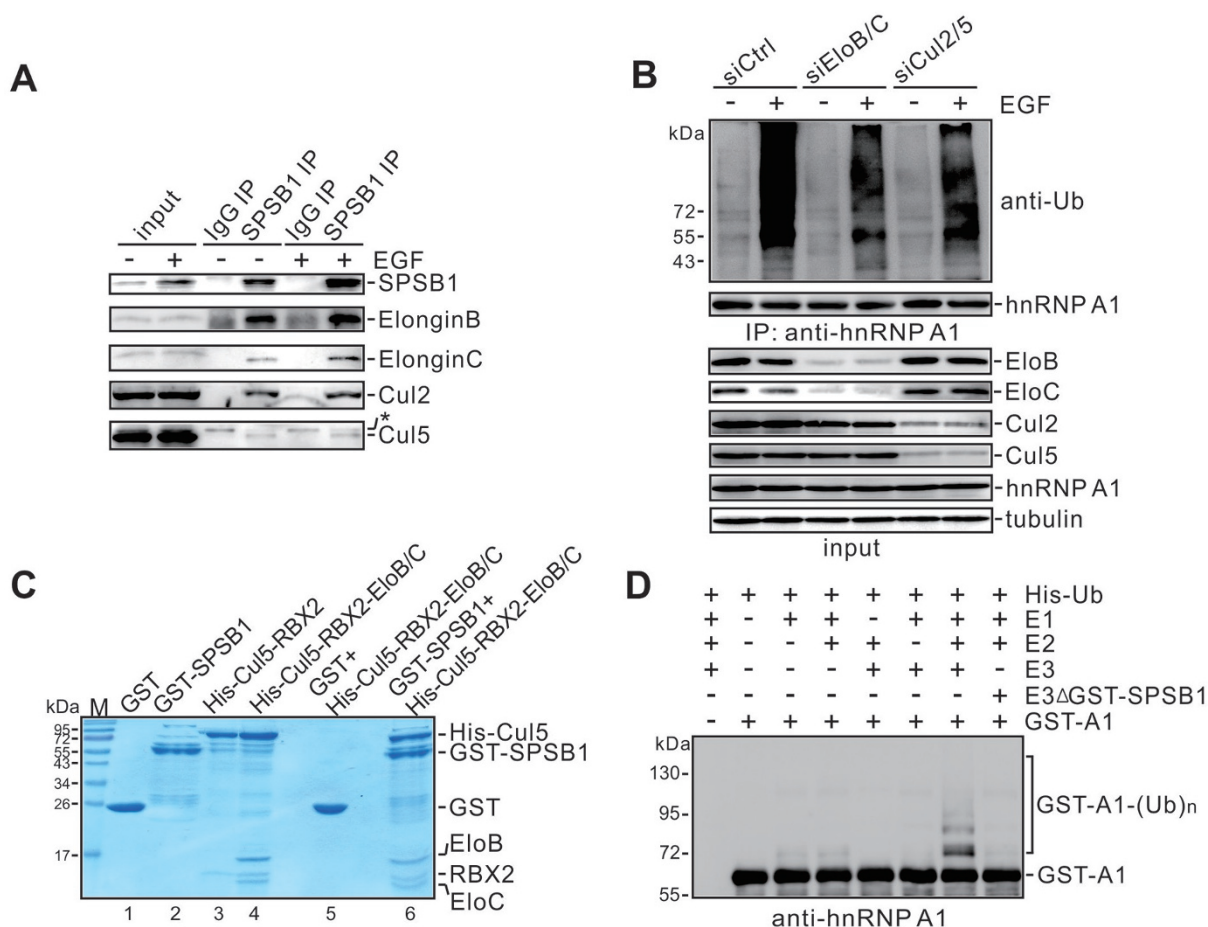 A
input
IgG IP
SPSB1 IP
IgG IP
SPSB1 IP
- + - - + + EGF
-SPSB1
-ElonginB
-ElonginC
-Cul2
*
-Cul5
B
siCtrl siEloB/C siCul2/5
- + - + - + EGF
kDa
72-
55-
43-
anti-Ub
-hnRNP A1
IP: anti-hnRNP A1
-EloB
-EloC
-Cul2
-Cul5
-hnRNP A1
-tubulin
input
C
kDa
M
GST
GST-SPSB1
His-Cul5-RBX2
His-Cul5-RBX2-EloB/C
GST+
His-Cul5-RBX2-EloB/C
GST-SPSB1+
His-Cul5-RBX2-EloB/C
95-
72-
55-
43-
34-
26-
17-
His-Cul5
GST-SPSB1
GST
EloB
RBX2
EloC
1 2 3 4 5 6
D
+ - + + + + + + His-Ub
+ - + + - + + + E1
+ - - + + - + + E2
+ - - - + + + - E3
- - - - - - - + E3ΔGST-SPSB1
- + + + + + + + GST-A1
kDa
130-
95-
72-
55-
GST-A1-(Ub)n
-GST-A1
anti-hnRNP A1